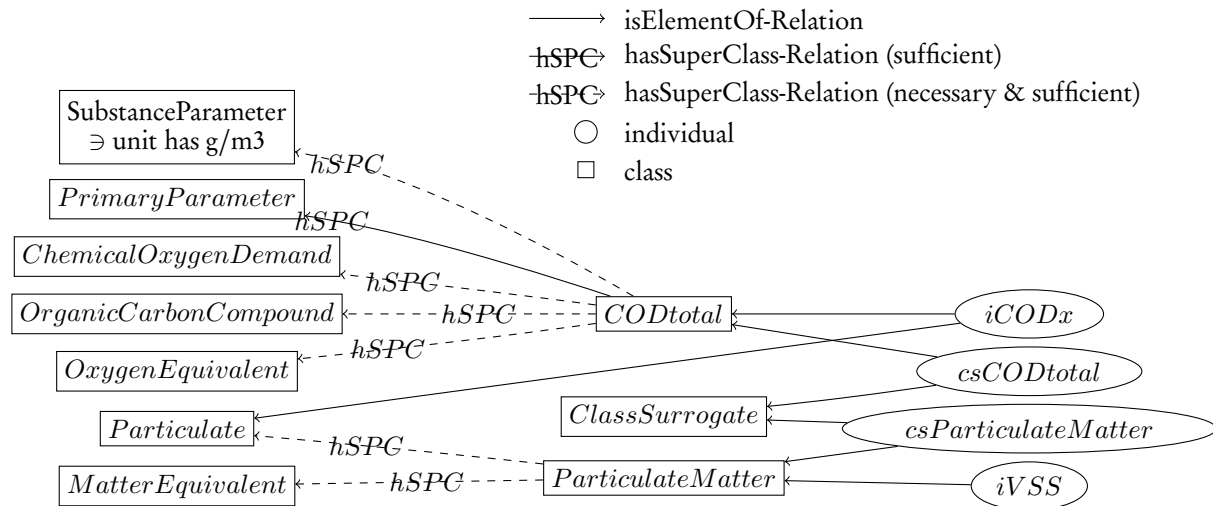 isElementOf-Relation
hSPC hasSuperClass-Relation (sufficient)
hSPC hasSuperClass-Relation (necessary & sufficient)
individual
class
SubstanceParameter
∋ unit has g/m3
hSPC
PrimaryParameter
hSPC
ChemicalOxygenDemand
hSPC
OrganicCarbonCompound
hSPC
CODtotal
iCODx
OxygenEquivalent
hSPC
csCODtotal
Particulate
ClassSurrogate
csParticulateMatter
hSPC
MatterEquivalent
hSPC
ParticulateMatter
iVSS